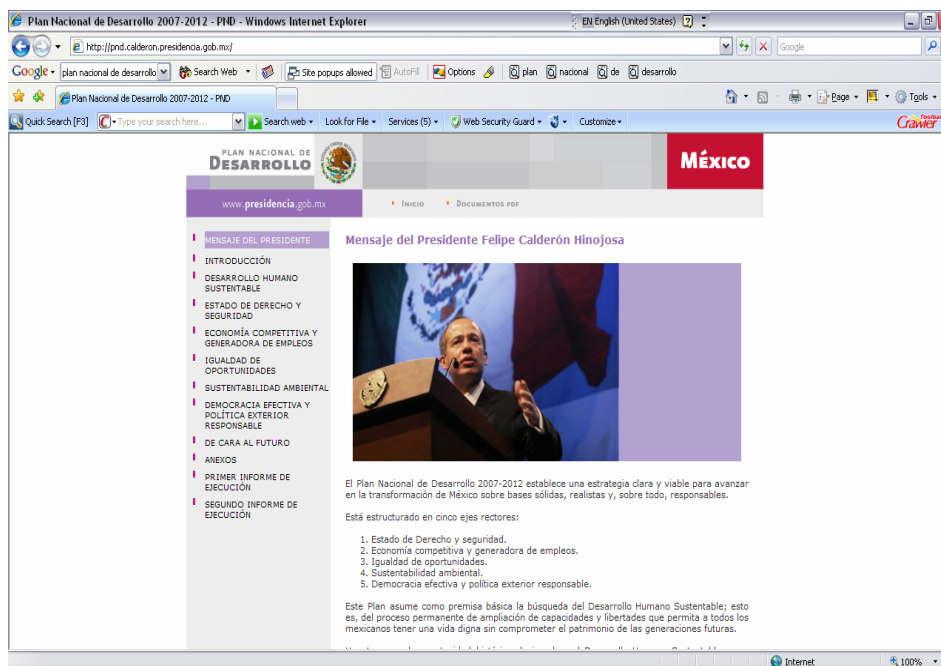 Plan Nacional de Desarrollo 2007-2012 - PND - Windows Internet Explorer
EN English (United States)
http://pnd.calderon.presidencia.gob.mx/
Google
Google plan nacional de desarrollo Search Web Site popups allowed AutoFill Options plan nacional de desarrollo
Plan Nacional de Desarrollo 2007-2012 - PND
Page Tools
Quick Search [F3] Type your search here... Search web Look for File Services (5) Web Security Guard Customize Toolbar
Crawler
PLAN NACIONAL DE
DESARROLLO
MÉXICO
www.presidencia.gob.mx
INICIO DOCUMENTOS PDF
MENSAJE DEL PRESIDENTE
INTRODUCCIÓN
DESARROLLO HUMANO
SUSTENTABLE
ESTADO DE DERECHO Y
SEGURIDAD
ECONOMÍA COMPETITIVA Y
GENERADORA DE EMPLEOS
IGUALDAD DE
OPORTUNIDADES
SUSTENTABILIDAD AMBIENTAL
DEMOCRACIA EFECTIVA Y
POLÍTICA EXTERIOR
RESPONSABLE
DE CARA AL FUTURO
ANEXOS
PRIMER INFORME DE
EJECUCIÓN
SEGUNDO INFORME DE
EJECUCIÓN
Mensaje del Presidente Felipe Calderón Hinojosa
El Plan Nacional de Desarrollo 2007-2012 establece una estrategia clara y viable para avanzar
en la transformación de México sobre bases sólidas, realistas y, sobre todo, responsables.
Está estructurado en cinco ejes rectores:
1. Estado de Derecho y seguridad.
2. Economía competitiva y generadora de empleos.
3. Igualdad de oportunidades.
4. Sustentabilidad ambiental.
5. Democracia efectiva y política exterior responsable.
Este Plan asume como premisa básica la búsqueda del Desarrollo Humano Sustentable; esto
es, del proceso permanente de ampliación de capacidades y libertades que permita a todos los
mexicanos tener una vida digna sin comprometer el patrimonio de las generaciones futuras.
Internet 100%